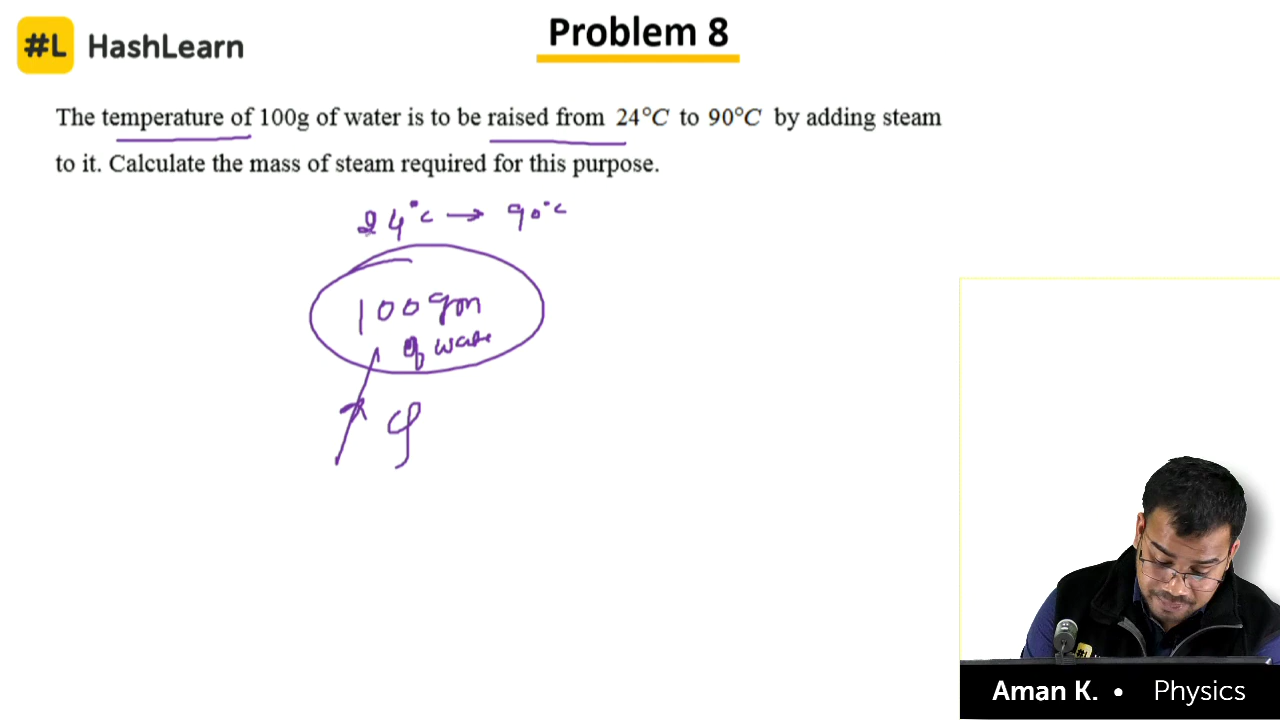 #L HashLearn
Problem 8
The temperature of 100g of water is to be raised from 24°C to 90°C by adding steam
to it. Calculate the mass of steam required for this purpose.
24°C → 90°C
100gm
of wate
Q
#L
Aman K. • Physics